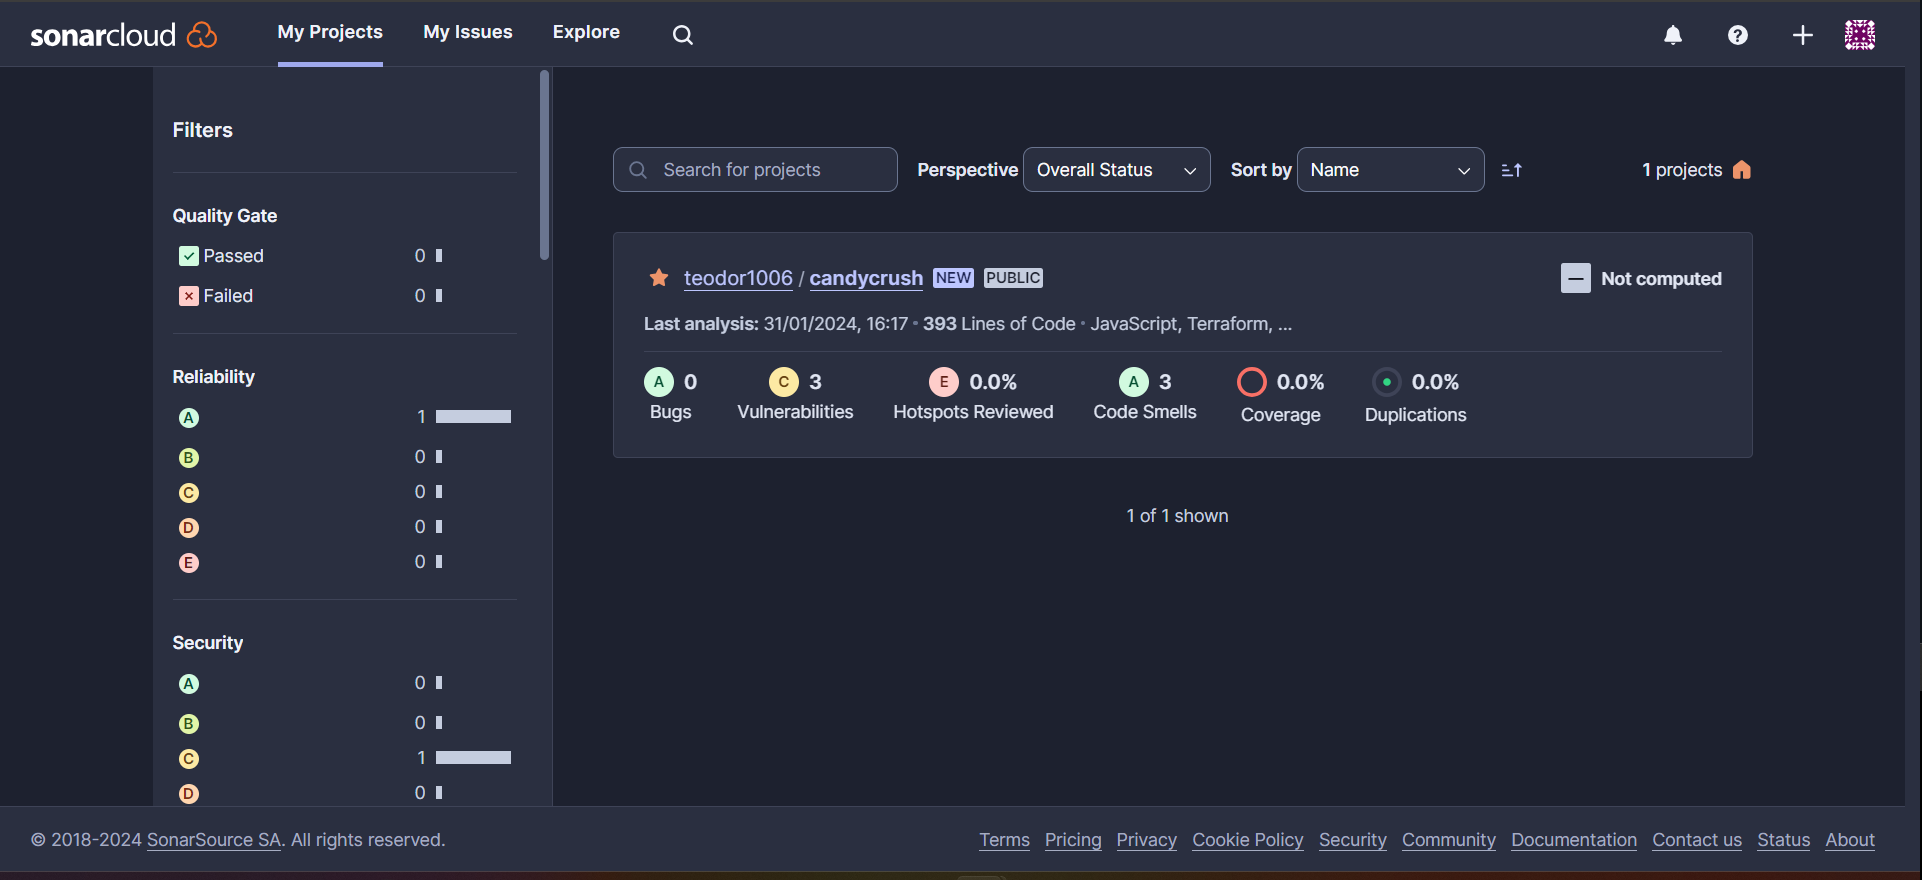 sonarcloud My Projects My Issues Explore
Filters
Quality Gate
Passed 0
Failed 0
Reliability
A 1
B 0
C 0
D 0
E 0
Security
A 0
B 0
C 1
D 0
Search for projects Perspective Overall Status Sort by Name 1 projects
teodor1006 / candycrush NEW PUBLIC Not computed
Last analysis: 31/01/2024, 16:17 • 393 Lines of Code • JavaScript, Terraform, ...
A 0 C 3 E 0.0% A 3 0.0% 0.0%
Bugs Vulnerabilities Hotspots Reviewed Code Smells Coverage Duplications
1 of 1 shown
© 2018-2024 SonarSource SA. All rights reserved. Terms Pricing Privacy Cookie Policy Security Community Documentation Contact us Status About